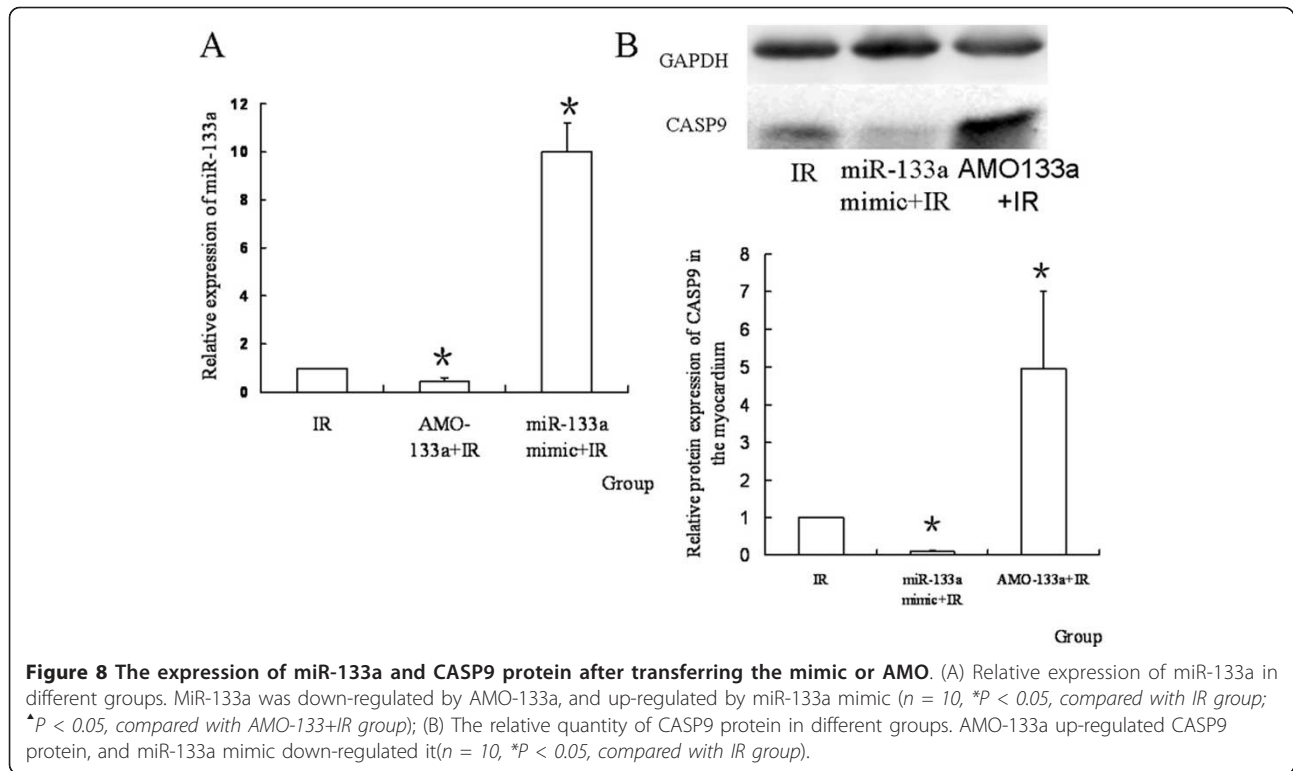 A
Relative expression of miR-133a
12
10
8
6
4
2
0
*
*
IR
AMO-
133a+IR
miR-133a
mimic+IR
Group
B
GAPDH
CASP9
IR
miR-133a
mimic+IR
AMO133a
+IR
Relative protein expression of CASP9 in
the myocardium
8
7
6
5
4
3
2
1
0
*
*
IR
miR-133a
mimic+IR
AMO-133a+IR
Group
Figure 8 The expression of miR-133a and CASP9 protein after transferring the mimic or AMO. (A) Relative expression of miR-133a in
different groups. MiR-133a was down-regulated by AMO-133a, and up-regulated by miR-133a mimic (n = 10, *P < 0.05, compared with IR group;
▲P < 0.05, compared with AMO-133+IR group); (B) The relative quantity of CASP9 protein in different groups. AMO-133a up-regulated CASP9
protein, and miR-133a mimic down-regulated it(n = 10, *P < 0.05, compared with IR group).